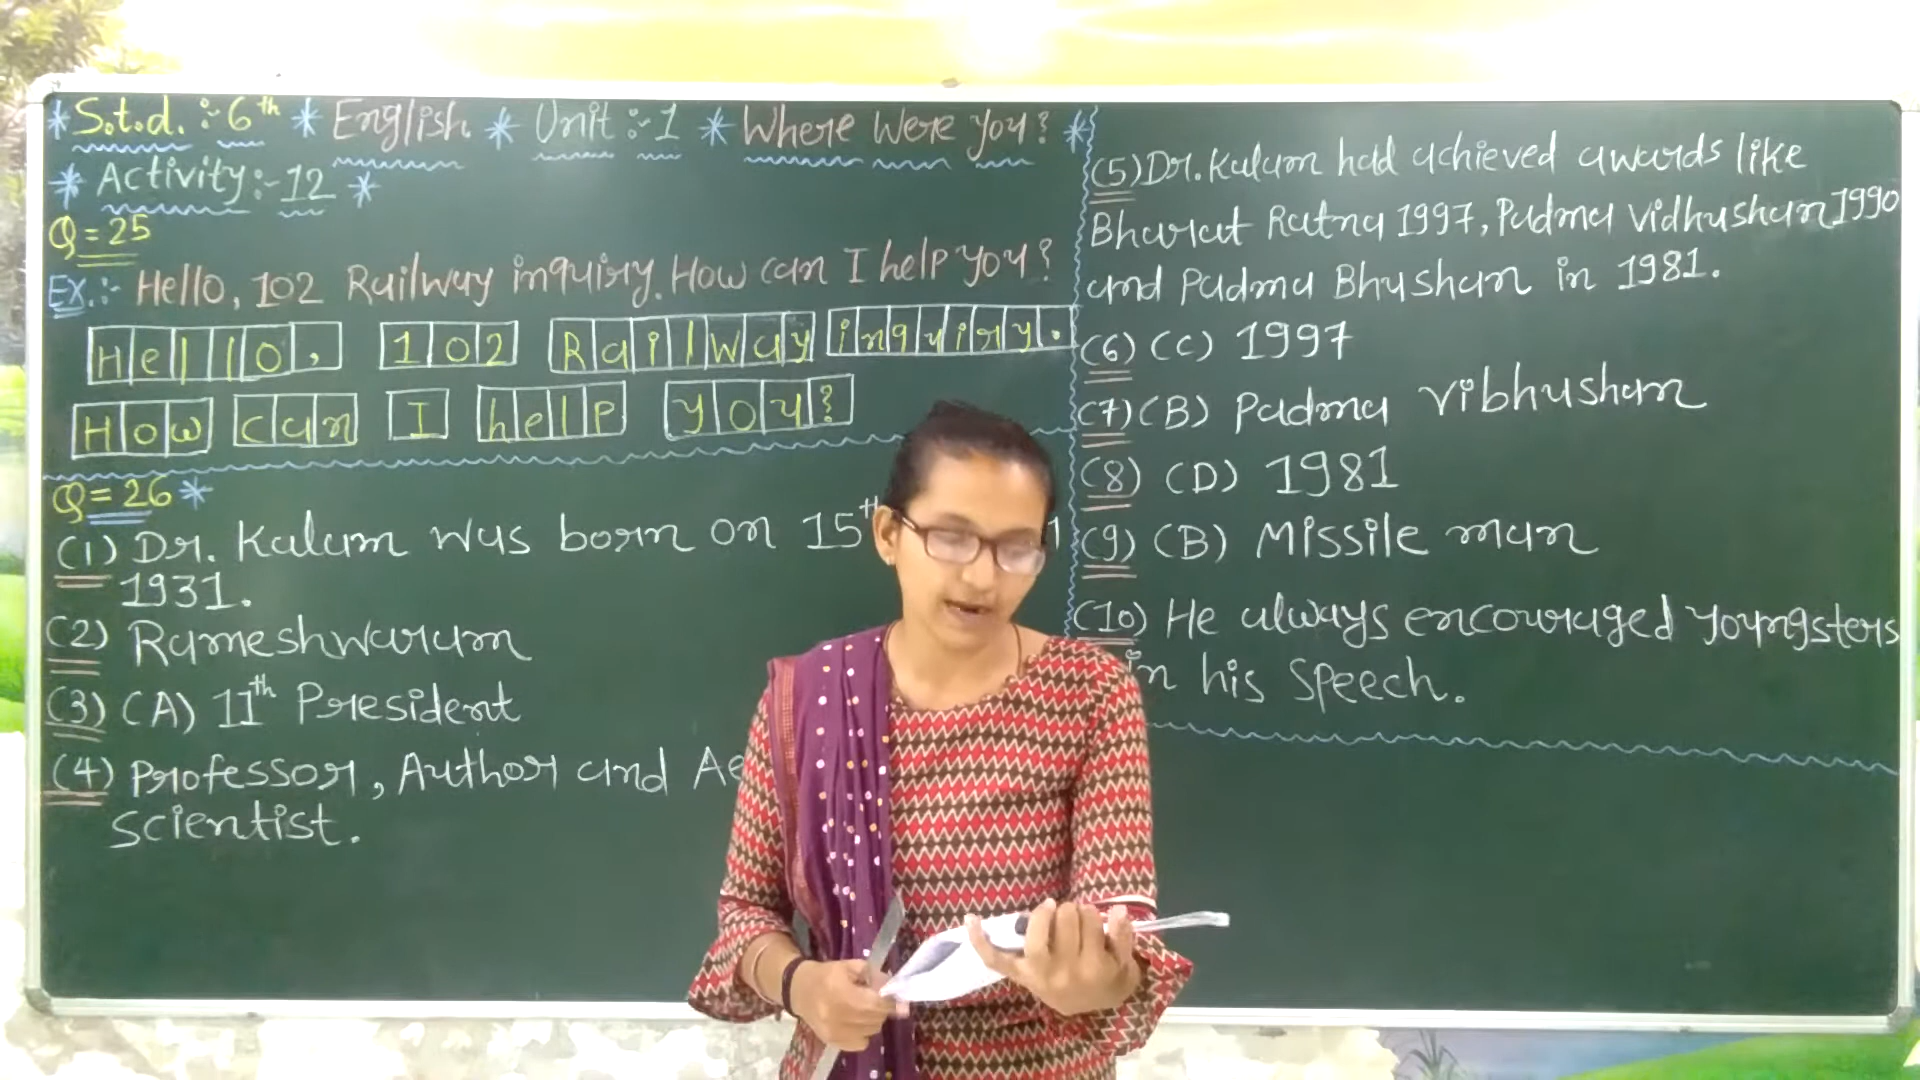 * S.t.d. :- 6th * English * Unit :- 1 * Where Were you? *
* Activity :- 12 *
Q = 25
Ex. :- Hello, 102 Railway inquiry. How can I help you?
Hello, 102 Railway inquiry.
How can I help you?
Q = 26 *
(1) Dr. Kalam was born on 15th
1931.
(2) Rameshwaram
(3) (A) 11th President
(4) Professor, Author and
scientist.
(5) Dr. Kalam had achieved awards like
Bharat Ratna 1997, Padma Vidhushan 1990
and Padma Bhushan in 1981.
(6) (C) 1997
(7) (B) Padma Vibhushan
(8) (D) 1981
(9) (B) Missile man
(10) He always encouraged youngsters
in his speech.